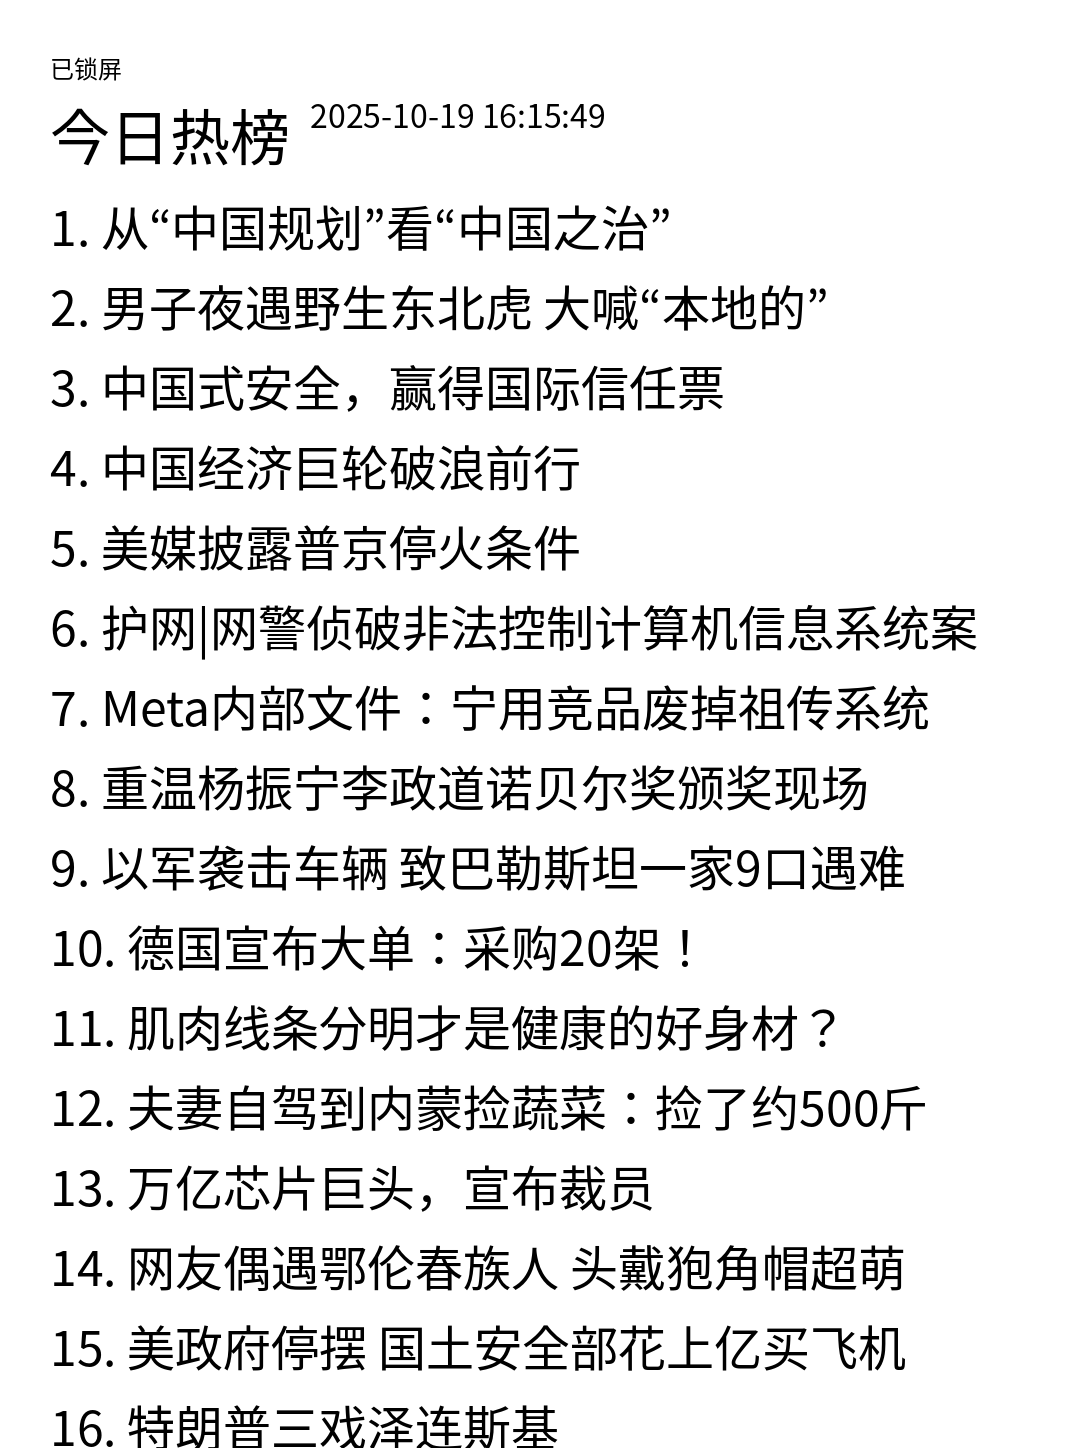 已锁屏
今日热榜 2025-10-19 16:15:49
1. 从“中国规划”看“中国之治”
2. 男子夜遇野生东北虎 大喊“本地的”
3. 中国式安全，赢得国际信任票
4. 中国经济巨轮破浪前行
5. 美媒披露普京停火条件
6. 护网|网警侦破非法控制计算机信息系统案
7. Meta内部文件：宁用竞品废掉祖传系统
8. 重温杨振宁李政道诺贝尔奖颁奖现场
9. 以军袭击车辆 致巴勒斯坦一家9口遇难
10. 德国宣布大单：采购20架！
11. 肌肉线条分明才是健康的好身材？
12. 夫妻自驾到内蒙捡蔬菜：捡了约500斤
13. 万亿芯片巨头，宣布裁员
14. 网友偶遇鄂伦春族人 头戴狍角帽超萌
15. 美政府停摆 国土安全部花上亿买飞机
16. 特朗普三戏泽连斯基